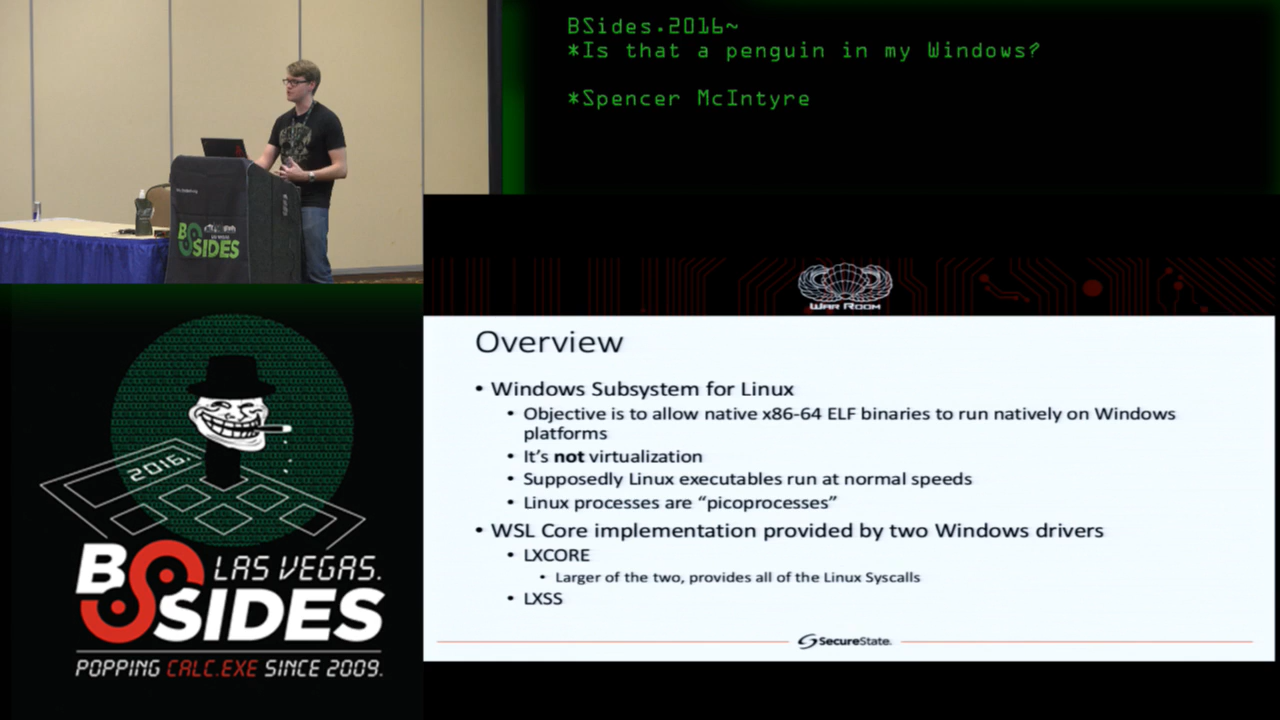 BSides.2016~
*Is that a penguin in my Windows?
*Spencer McIntyre
BSIDES
WAR ROOM
Overview
• Windows Subsystem for Linux
• Objective is to allow native x86-64 ELF binaries to run natively on Windows
platforms
• It's not virtualization
• Supposedly Linux executables run at normal speeds
• Linux processes are “picoprocesses”
• WSL Core implementation provided by two Windows drivers
• LXCORE
• Larger of the two, provides all of the Linux Syscalls
• LXSS
SecureState.
2016.
BSIDES LAS VEGAS.
POPPING CALC.EXE SINCE 2009.